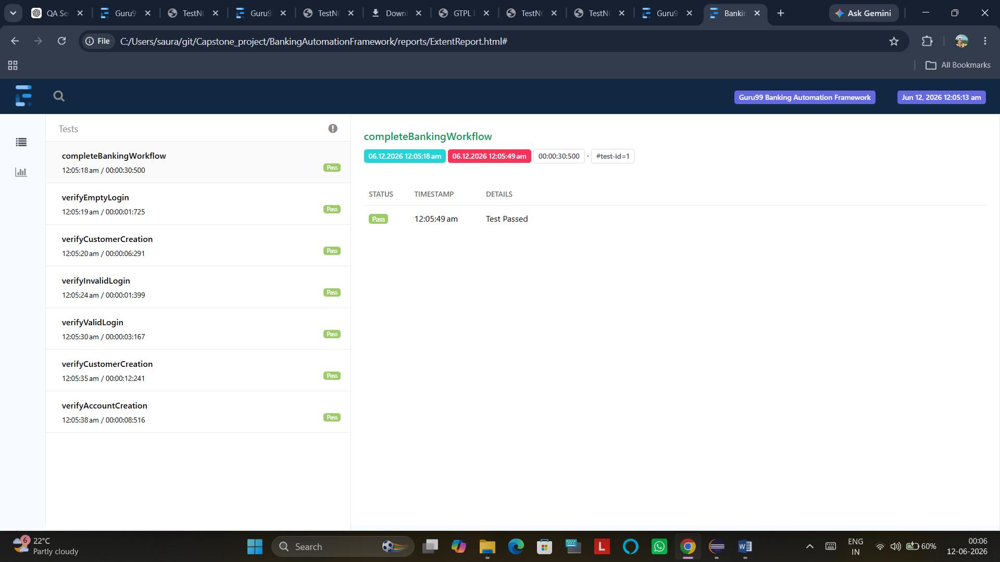 QA Se
Guru9
TestN
Guru9
TestN
Down
GTPL
TestN
TestN
Guru9
Bankin
Ask Gemini
File
C:/Users/saura/git/Capstone_project/BankingAutomationFramework/reports/ExtentReport.html#
All Bookmarks
Guru99 Banking Automation Framework
Jun 12, 2026 12:05:13 am
Tests
completeBankingWorkflow
12:05:18 am / 00:00:30:500
Pass
verifyEmptyLogin
12:05:19 am / 00:00:01:725
Pass
verifyCustomerCreation
12:05:20 am / 00:00:06:291
Pass
verifyInvalidLogin
12:05:24 am / 00:00:01:399
Pass
verifyValidLogin
12:05:30 am / 00:00:03:167
Pass
verifyCustomerCreation
12:05:35 am / 00:00:12:241
Pass
verifyAccountCreation
12:05:38 am / 00:00:08:516
Pass
completeBankingWorkflow
06.12.2026 12:05:18 am 06.12.2026 12:05:49 am 00:00:30:500 · #test-id=1
STATUS TIMESTAMP DETAILS
Pass 12:05:49 am Test Passed
6
22°C
Partly cloudy
Search
L
ENG
IN
60%
00:06
12-06-2026